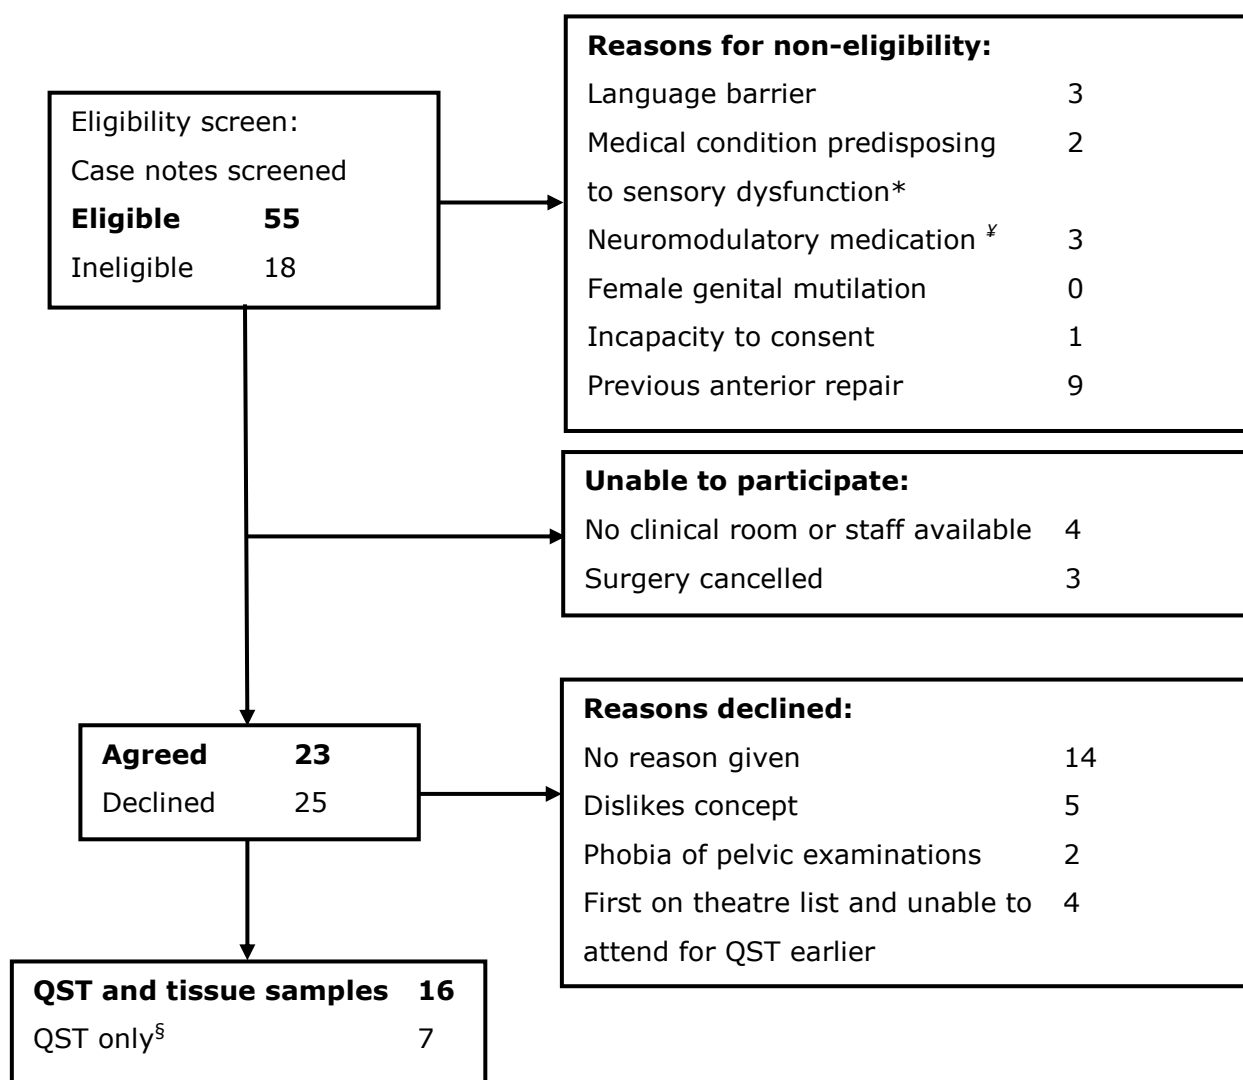 Eligibility screen:
Case notes screened
Eligible 55
Ineligible 18
Reasons for non-eligibility:
Language barrier 3
Medical condition predisposing 2
to sensory dysfunction*
Neuromodulatory medication ¥ 3
Female genital mutilation 0
Incapacity to consent 1
Previous anterior repair 9
Unable to participate:
No clinical room or staff available 4
Surgery cancelled 3
Agreed 23
Declined 25
Reasons declined:
No reason given 14
Dislikes concept 5
Phobia of pelvic examinations 2
First on theatre list and unable to 4
attend for QST earlier
QST and tissue samples 16
QST only§ 7